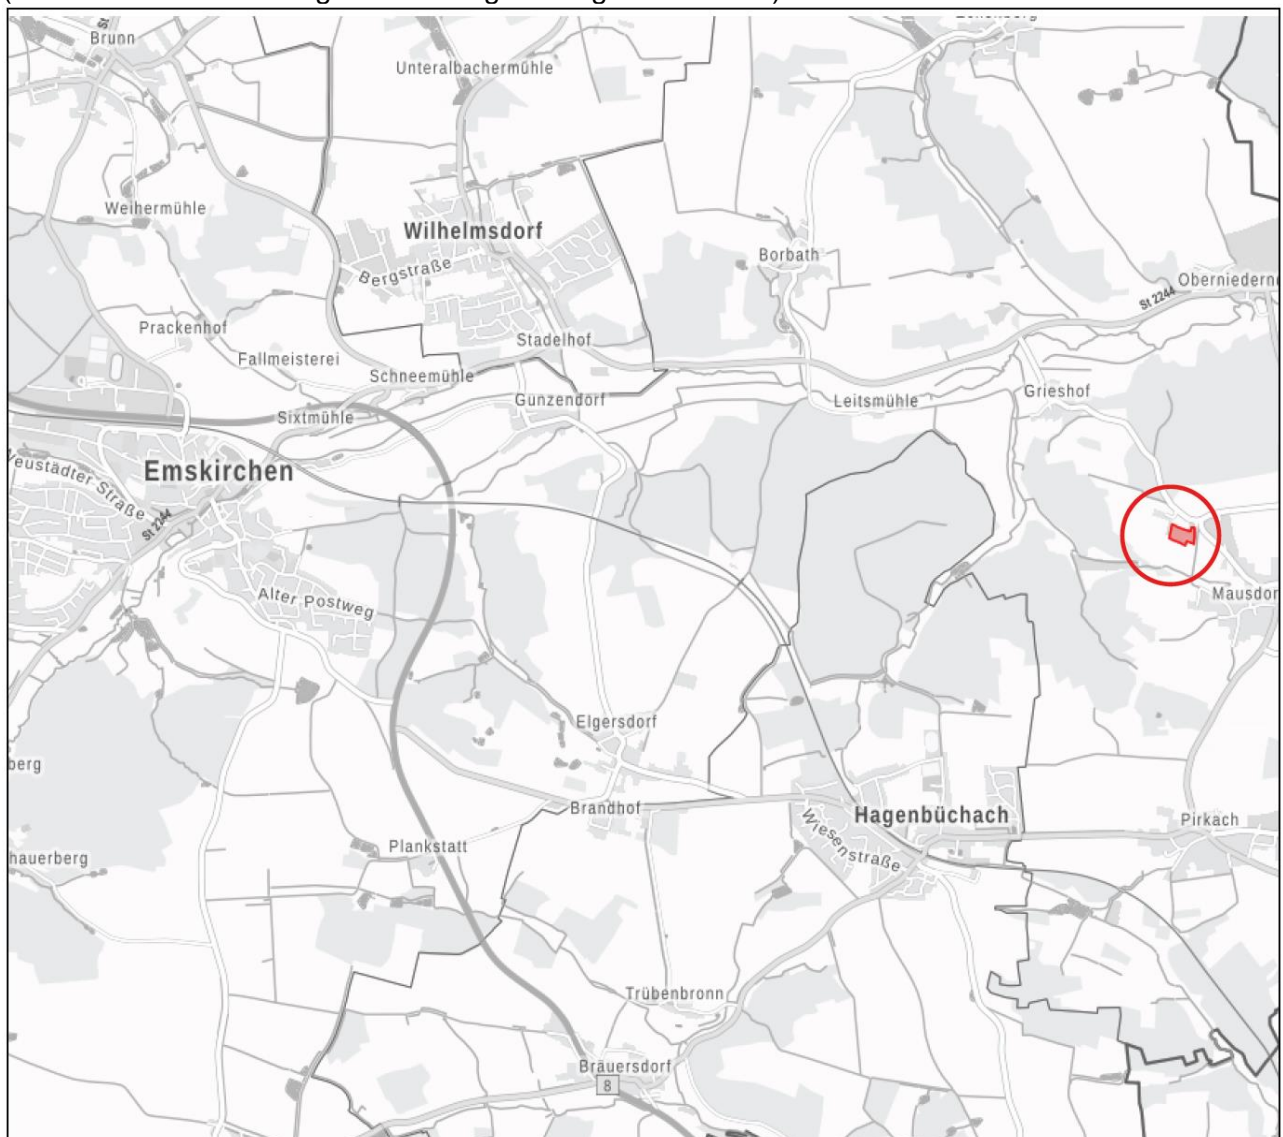 Brunn
Unteralbachermühle
Weihermühle
Wilhelmsdorf
Bergstraße
Borbath
Oberniedern
St 2244
Prackenhof
Stadelhof
Fallmeisterei
Schneemühle
Grieshof
Gunzendorf
Leitsmühle
Sixtmühle
Emskirchen
Neustädter Straße
St 2244
Alter Postweg
Mausdor
Elgersdorf
berg
Brandhof
Hagenbüchach
Pirkach
Wiesenstraße
Plankstatt
hauerberg
Trübenbronn
Bräuersdorf
8